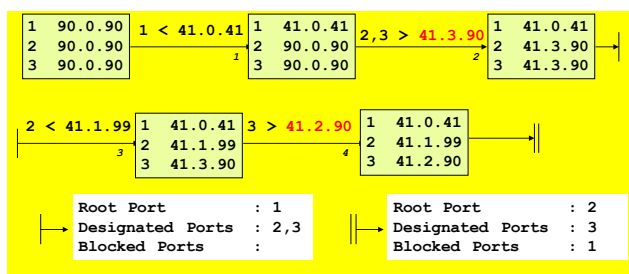 1 90.0.90
2 90.0.90
3 90.0.90
1 < 41.0.41
1
1 41.0.41
2 90.0.90
3 90.0.90
2,3 > 41.3.90
2
1 41.0.41
2 41.3.90
3 41.3.90
2 < 41.1.99
3
1 41.0.41
2 41.1.99
3 41.3.90
3 > 41.2.90
4
1 41.0.41
2 41.1.99
3 41.2.90
Root Port : 1
Designated Ports : 2,3
Blocked Ports :
Root Port : 2
Designated Ports : 3
Blocked Ports : 1